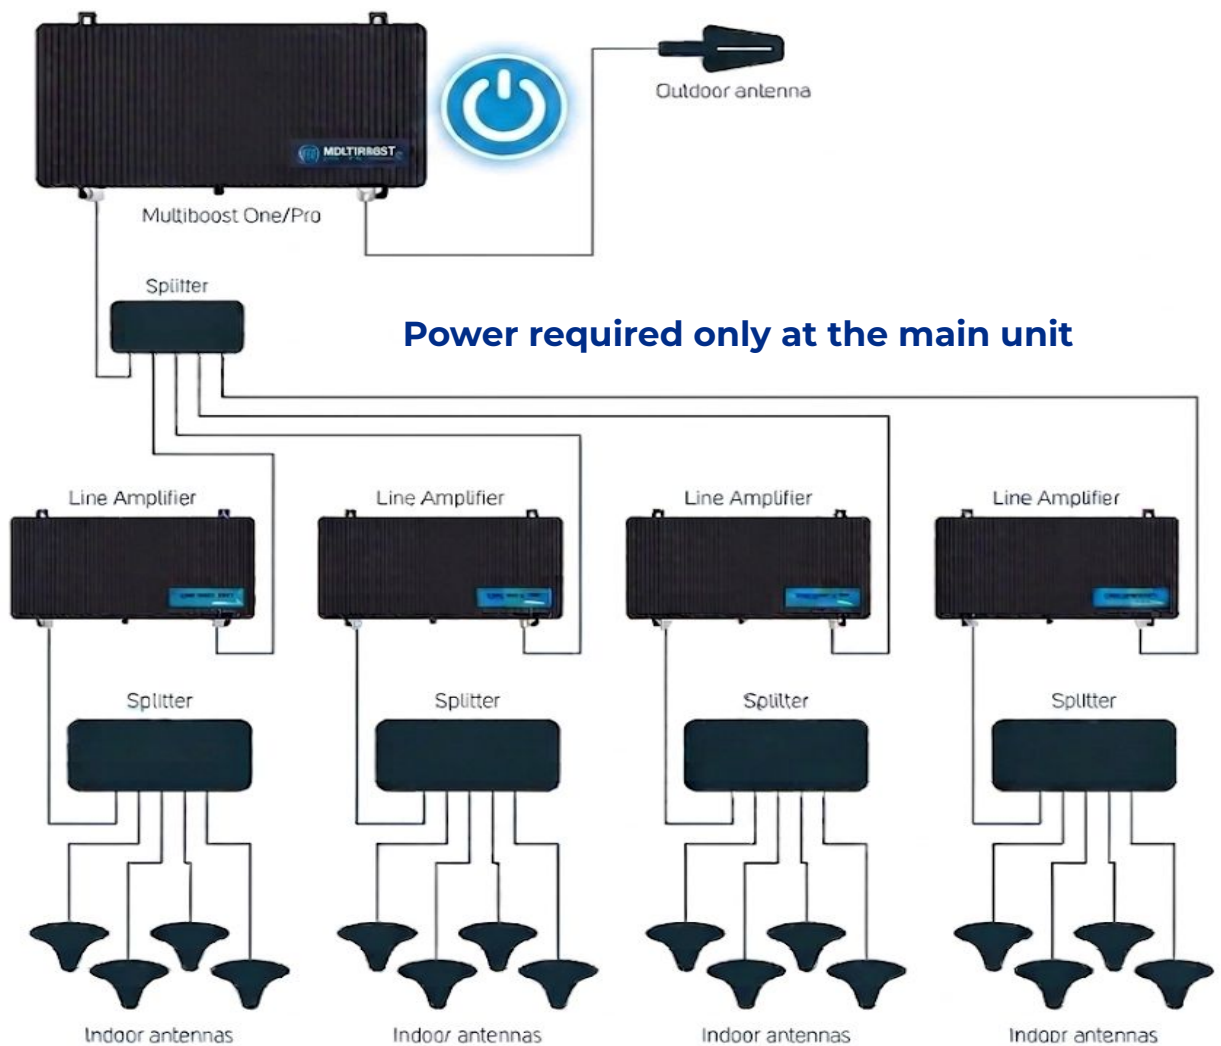 Outdoor antenna
MDLTIRBGST
Multiboost One/Pro
Splitter
Power required only at the main unit
Line Amplifier
Line Amplifier
Line Amplifier
Line Amplifier
Splitter
Splitter
Splitter
Splitter
Indoor antennas
Indoor antennas
Indoor antennas
Indoor antennas